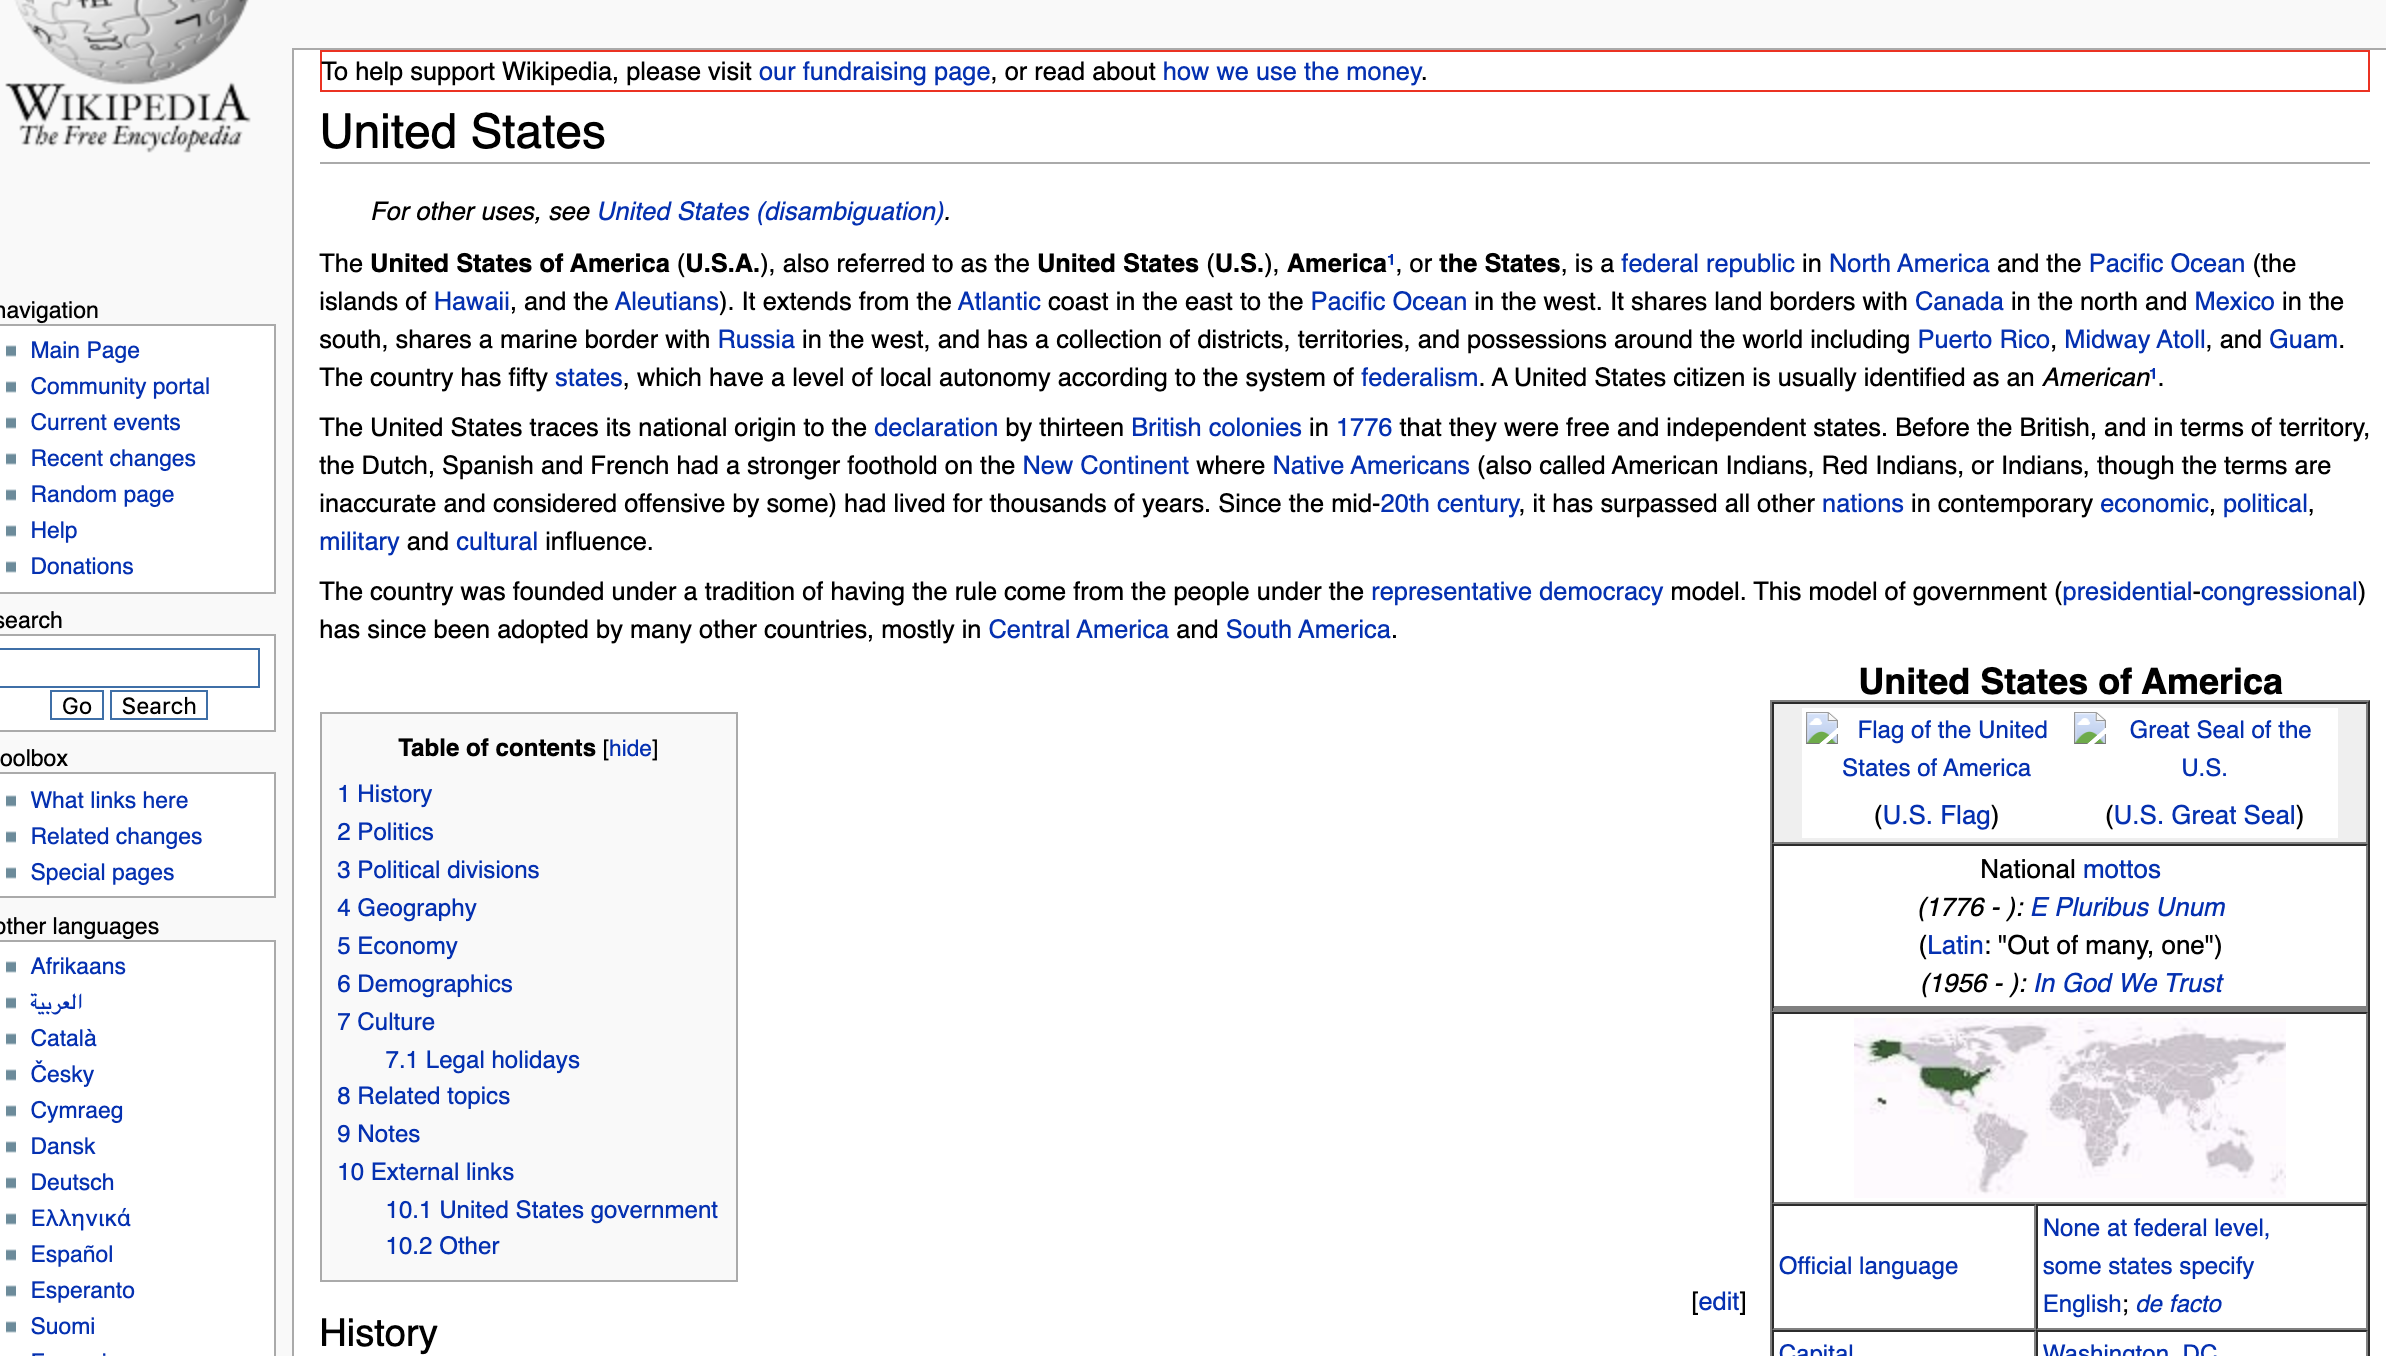 WIKIPEDIA
The Free Encyclopedia
navigation
Main Page
Community portal
Current events
Recent changes
Random page
Help
Donations
search
Go Search
toolbox
What links here
Related changes
Special pages
other languages
Afrikaans
العربية
Català
Česky
Cymraeg
Dansk
Deutsch
Ελληνικά
Español
Esperanto
Suomi
To help support Wikipedia, please visit our fundraising page, or read about how we use the money.
United States
For other uses, see United States (disambiguation).
The United States of America (U.S.A.), also referred to as the United States (U.S.), America¹, or the States, is a federal republic in North America and the Pacific Ocean (the
islands of Hawaii, and the Aleutians). It extends from the Atlantic coast in the east to the Pacific Ocean in the west. It shares land borders with Canada in the north and Mexico in the
south, shares a marine border with Russia in the west, and has a collection of districts, territories, and possessions around the world including Puerto Rico, Midway Atoll, and Guam.
The country has fifty states, which have a level of local autonomy according to the system of federalism. A United States citizen is usually identified as an American¹.
The United States traces its national origin to the declaration by thirteen British colonies in 1776 that they were free and independent states. Before the British, and in terms of territory,
the Dutch, Spanish and French had a stronger foothold on the New Continent where Native Americans (also called American Indians, Red Indians, or Indians, though the terms are
inaccurate and considered offensive by some) had lived for thousands of years. Since the mid-20th century, it has surpassed all other nations in contemporary economic, political,
military and cultural influence.
The country was founded under a tradition of having the rule come from the people under the representative democracy model. This model of government (presidential-congressional)
has since been adopted by many other countries, mostly in Central America and South America.
Table of contents [hide]
1 History
2 Politics
3 Political divisions
4 Geography
5 Economy
6 Demographics
7 Culture
7.1 Legal holidays
8 Related topics
9 Notes
10 External links
10.1 United States government
10.2 Other
[edit]
History
United States of America
Flag of the United States of America
(U.S. Flag)
Great Seal of the U.S.
(U.S. Great Seal)
National mottos
(1776 - ): E Pluribus Unum
(Latin: "Out of many, one")
(1956 - ): In God We Trust
Official language
None at federal level,
some states specify
English; de facto
Capital
Washington, DC